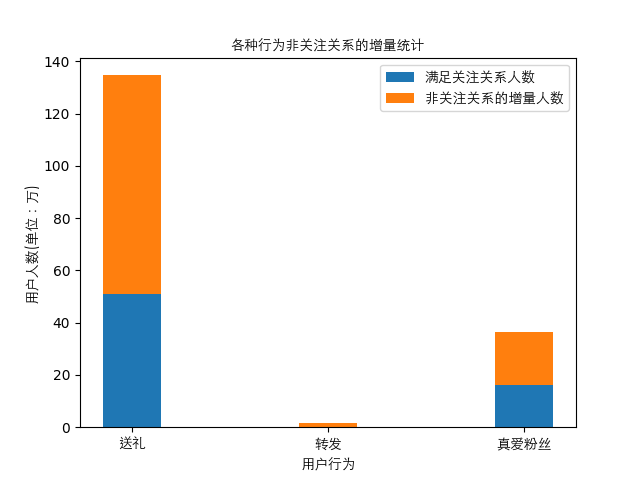 各种行为非关注关系的增量统计
满足关注关系人数
非关注关系的增量人数
用户人数(单位：万)
140
120
100
80
60
40
20
0
送礼 转发 真爱粉丝
用户行为